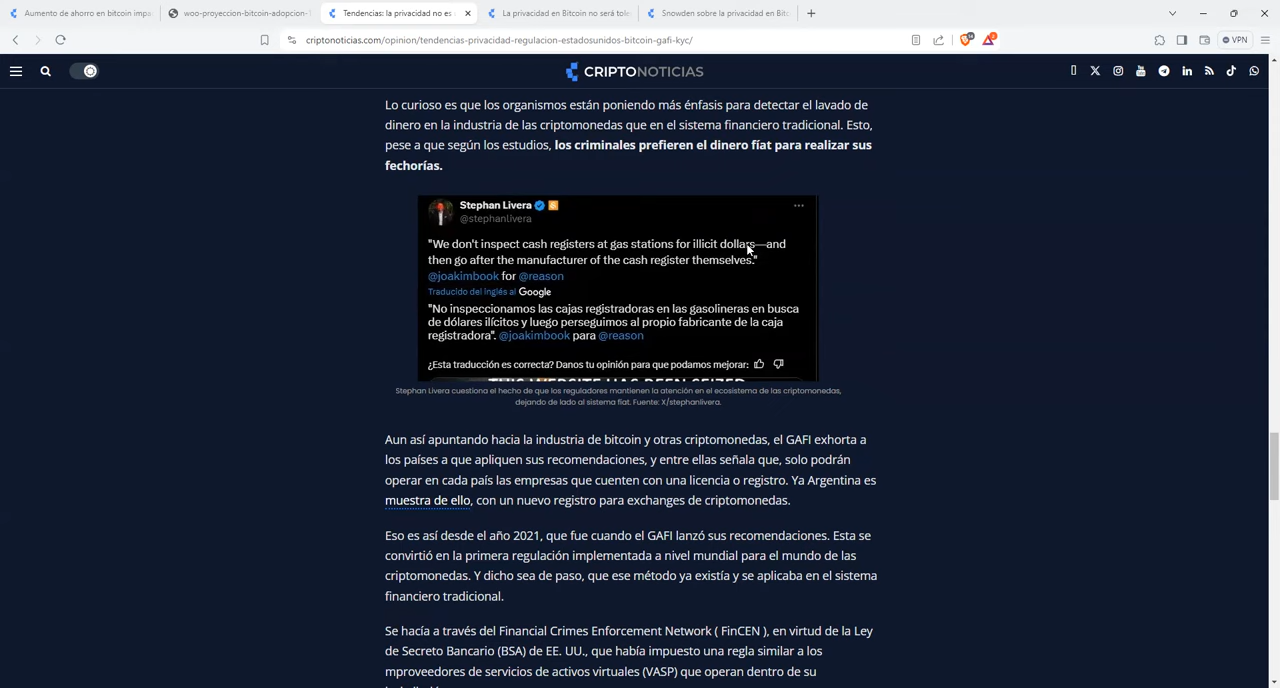 Aumento de ahorro en bitcoin impa
woo-proyeccion-bitcoin-adopcion-1
Tendencias: la privacidad no es
La privacidad en Bitcoin no será tole
Snowden sobre la privacidad en Bitc
criptonoticias.com/opinion/tendencias-privacidad-regulacion-estadosunidos-bitcoin-gafi-kyc/
VPN
CRIPTONOTICIAS
Lo curioso es que los organismos están poniendo más énfasis para detectar el lavado de
dinero en la industria de las criptomonedas que en el sistema financiero tradicional. Esto,
pese a que según los estudios, los criminales prefieren el dinero fíat para realizar sus
fechorías.
Stephan Livera
@stephanlivera
"We don't inspect cash registers at gas stations for illicit dollars—and
then go after the manufacturer of the cash register themselves."
@joakimbook for @reason
Traducido del inglés al Google
"No inspeccionamos las cajas registradoras en las gasolineras en busca
de dólares ilícitos y luego perseguimos al propio fabricante de la caja
registradora". @joakimbook para @reason
¿Esta traducción es correcta? Danos tu opinión para que podamos mejorar:
THIS WEBSITE HAS BEEN SEIZED
Stephan Livera cuestiona el hecho de que los reguladores mantienen la atención en el ecosistema de las criptomonedas,
dejando de lado al sistema fiat. Fuente: X/stephanlivera.
Aun así apuntando hacia la industria de bitcoin y otras criptomonedas, el GAFI exhorta a
los países a que apliquen sus recomendaciones, y entre ellas señala que, solo podrán
operar en cada país las empresas que cuenten con una licencia o registro. Ya Argentina es
muestra de ello, con un nuevo registro para exchanges de criptomonedas.
Eso es así desde el año 2021, que fue cuando el GAFI lanzó sus recomendaciones. Esta se
convirtió en la primera regulación implementada a nivel mundial para el mundo de las
criptomonedas. Y dicho sea de paso, que ese método ya existía y se aplicaba en el sistema
financiero tradicional.
Se hacía a través del Financial Crimes Enforcement Network ( FinCEN ), en virtud de la Ley
de Secreto Bancario (BSA) de EE. UU., que había impuesto una regla similar a los
mproveedores de servicios de activos virtuales (VASP) que operan dentro de su